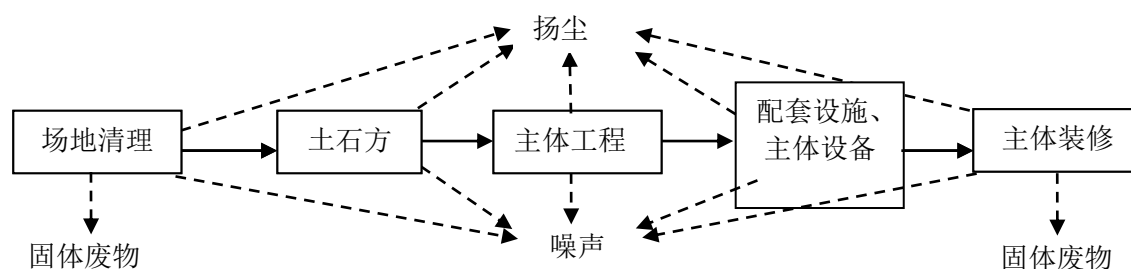 扬尘
场地清理
土石方
主体工程
配套设施、
主体设备
主体装修
固体废物
噪声
固体废物